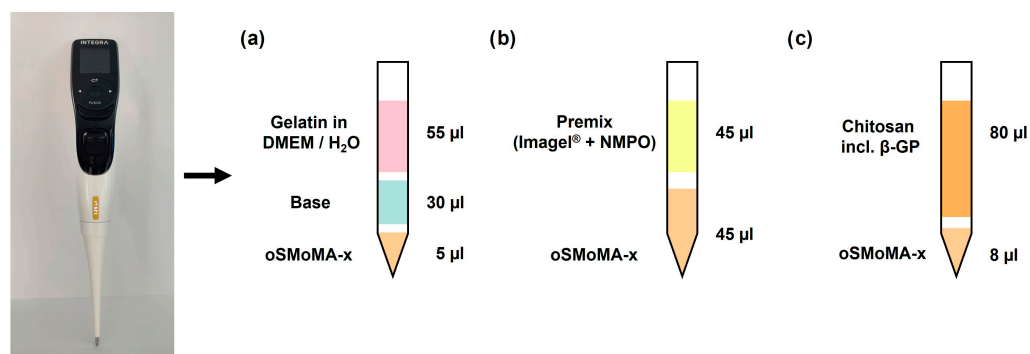 INTEGRA
PURGE
(a)
Gelatin in
DMEM / H₂O
55 µl
Base
30 µl
oSMoMA-x
5 µl
(b)
Premix
(Imagel® + NMPO)
45 µl
oSMoMA-x
45 µl
(c)
Chitosan
incl. β-GP
80 µl
oSMoMA-x
8 µl